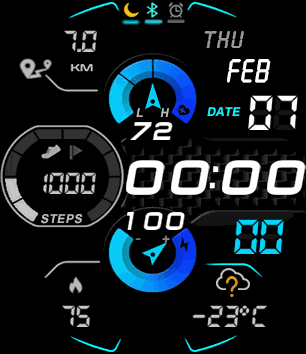 7.0
KM
THU
FEB
DATE 07
L H
72
1000
STEPS
00:00
100
- +
00
75
?
-23°C